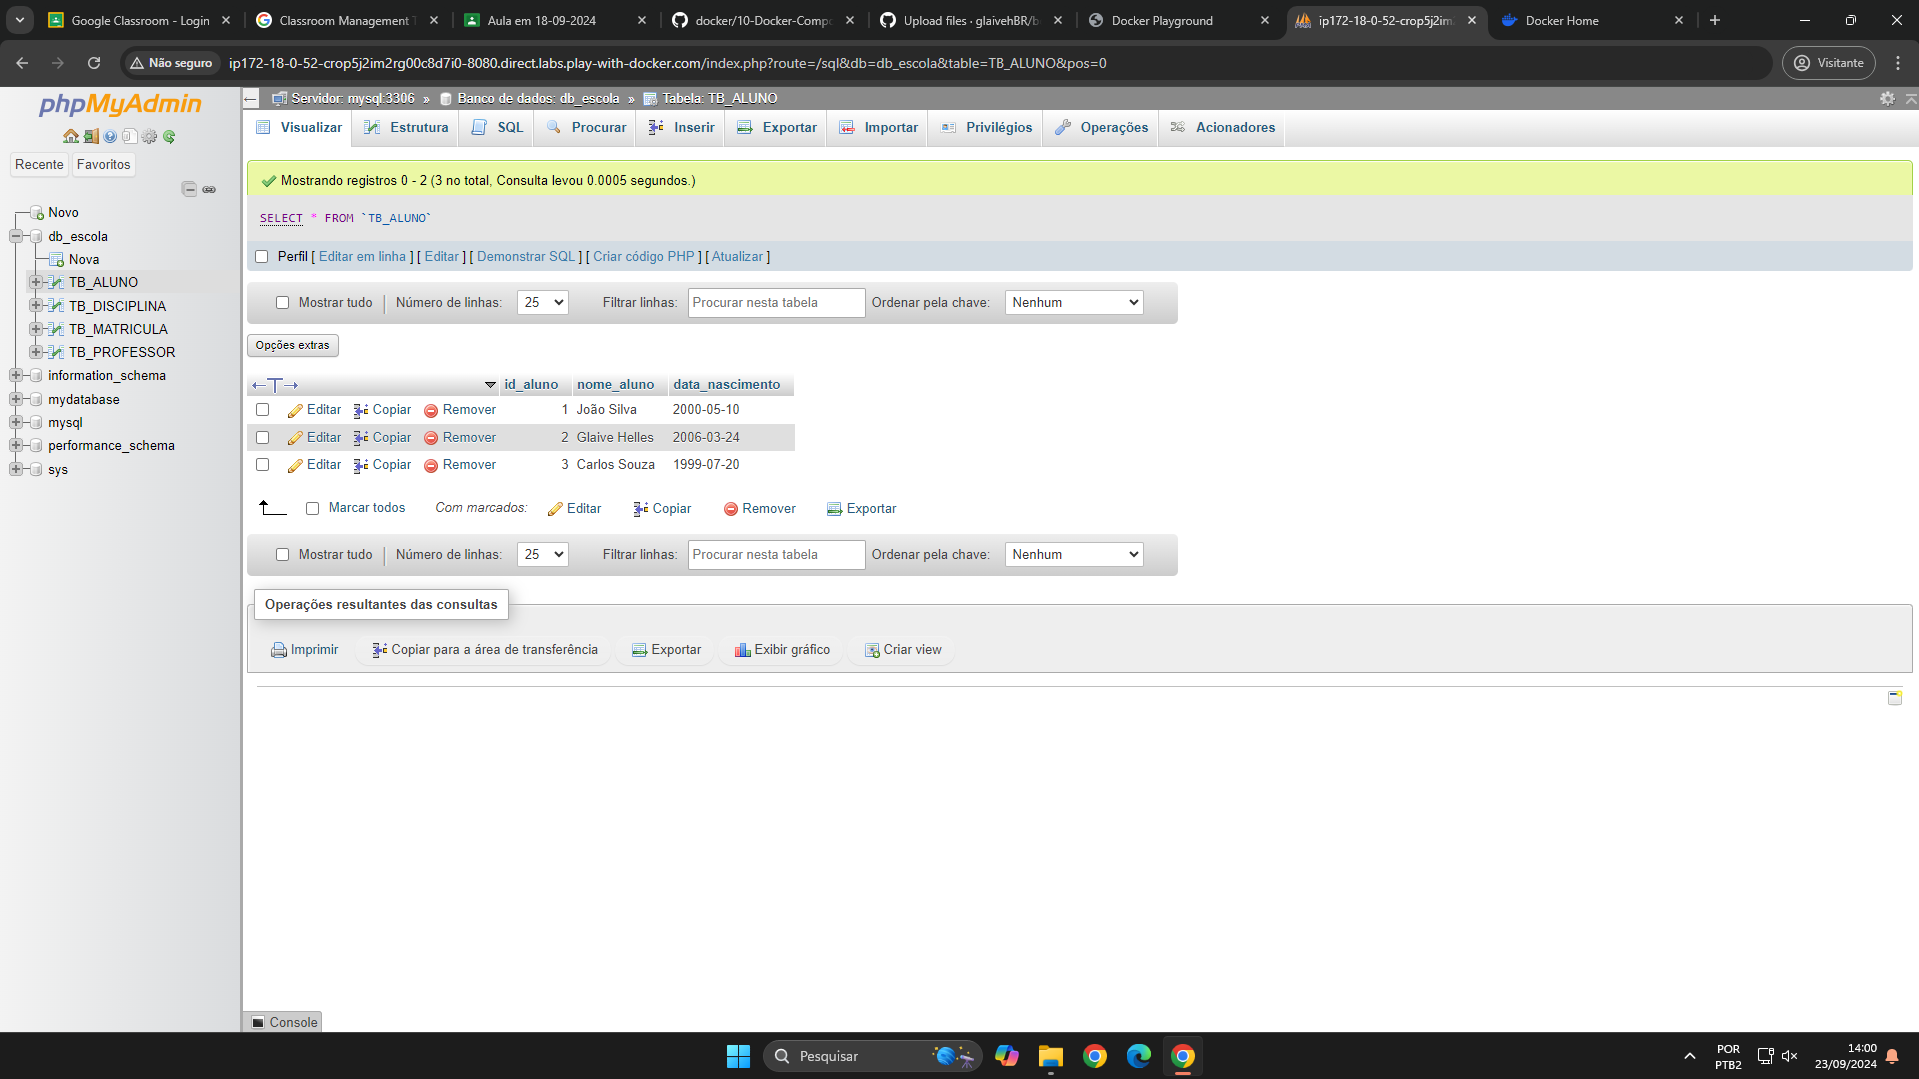 Google Classroom - Login
Classroom Management T
Aula em 18-09-2024
docker/10-Docker-Compo
Upload files · glaivehBR/b
Docker Playground
ip172-18-0-52-crop5j2im
Docker Home
Não seguro
ip172-18-0-52-crop5j2im2rg00c8d7i0-8080.direct.labs.play-with-docker.com/index.php?route=/sql&db=db_escola&table=TB_ALUNO&pos=0
Visitante
phpMyAdmin
Recente Favoritos
Novo
db_escola
Nova
TB_ALUNO
TB_DISCIPLINA
TB_MATRICULA
TB_PROFESSOR
information_schema
mydatabase
mysql
performance_schema
sys
Servidor: mysql:3306 » Banco de dados: db_escola » Tabela: TB_ALUNO
Visualizar Estrutura SQL Procurar Inserir Exportar Importar Privilégios Operações Acionadores
Mostrando registros 0 - 2 (3 no total, Consulta levou 0.0005 segundos.)
SELECT * FROM `TB_ALUNO`
Perfil [ Editar em linha ] [ Editar ] [ Demonstrar SQL ] [ Criar código PHP ] [ Atualizar ]
Mostrar tudo Número de linhas: 25 Filtrar linhas: Procurar nesta tabela Ordenar pela chave: Nenhum
Opções extras
id_aluno nome_aluno data_nascimento
Editar Copiar Remover 1 João Silva 2000-05-10
Editar Copiar Remover 2 Glaive Helles 2006-03-24
Editar Copiar Remover 3 Carlos Souza 1999-07-20
Marcar todos Com marcados: Editar Copiar Remover Exportar
Mostrar tudo Número de linhas: 25 Filtrar linhas: Procurar nesta tabela Ordenar pela chave: Nenhum
Operações resultantes das consultas
Imprimir Copiar para a área de transferência Exportar Exibir gráfico Criar view
Console
Pesquisar
POR
PTB2
14:00
23/09/2024